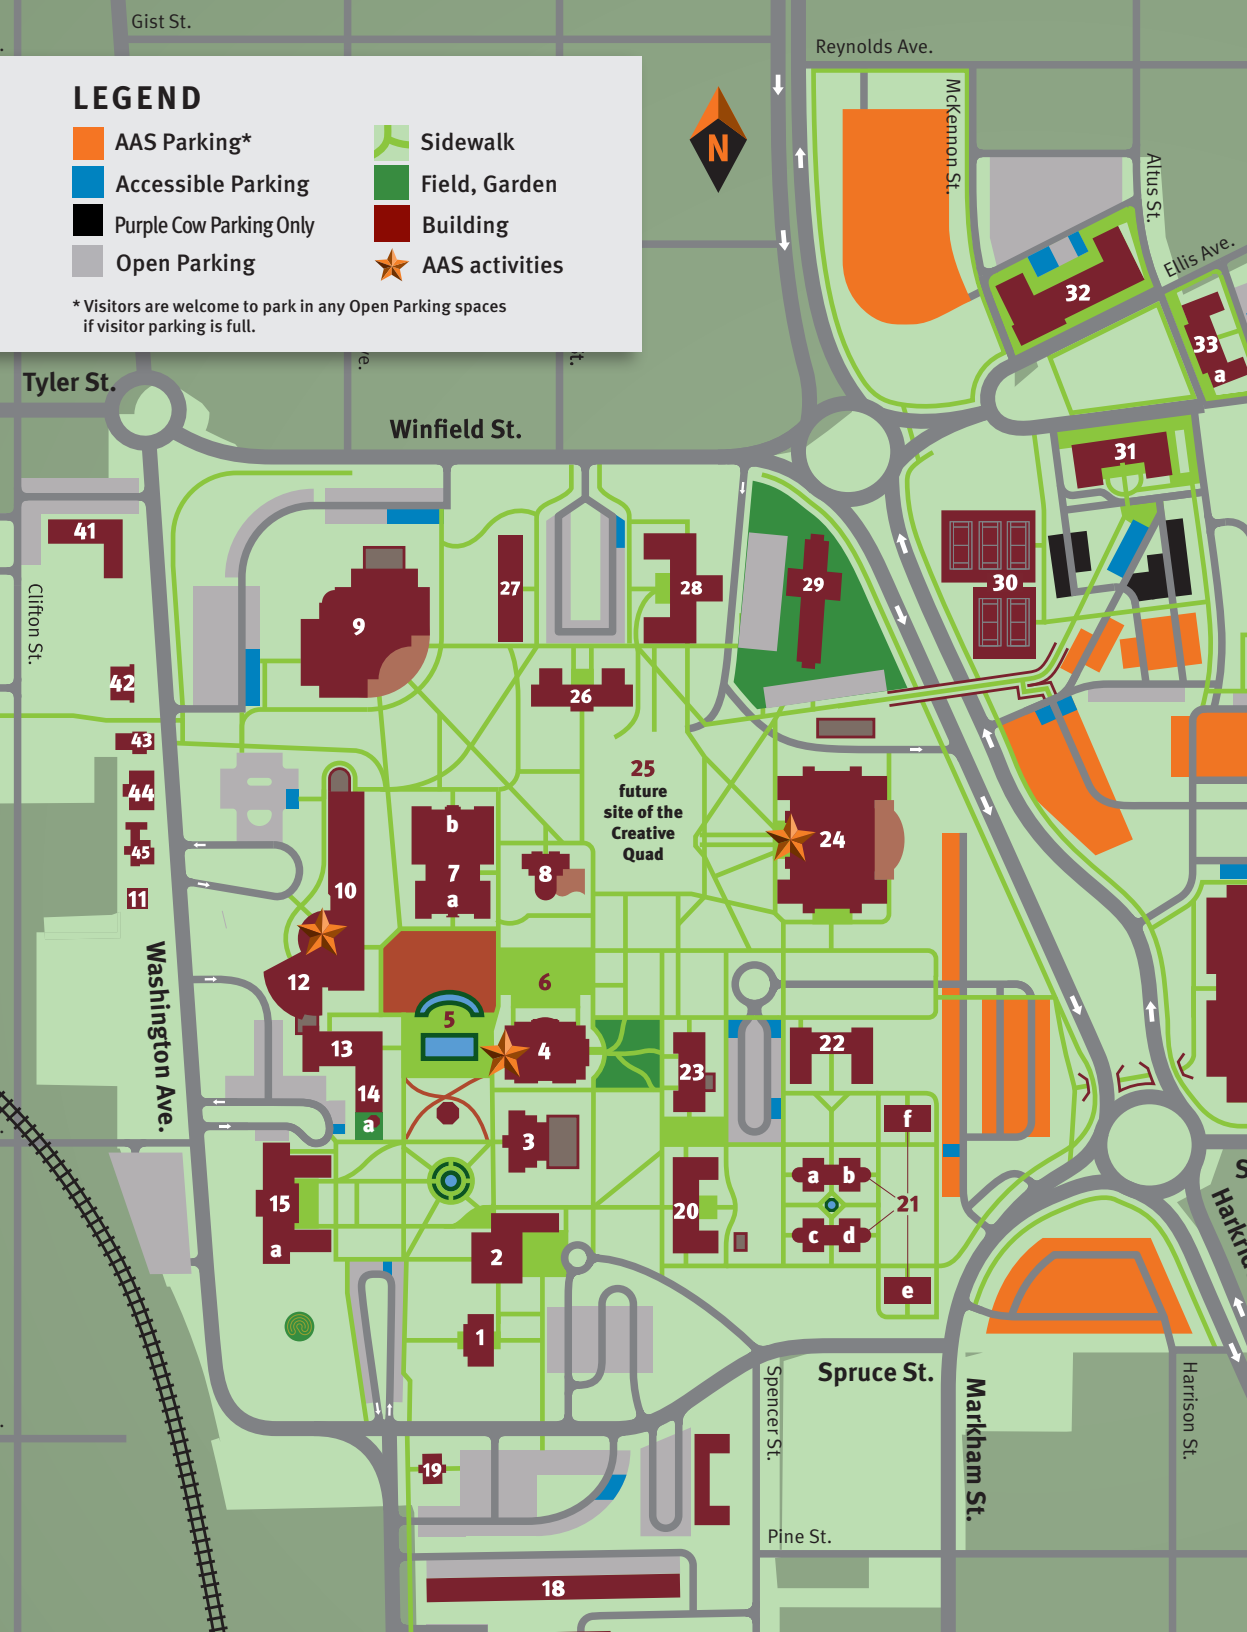 Gist St.
Reynolds Ave.
McKennon St.
Altus St.
Ellis Ave.
LEGEND
AAS Parking*
Accessible Parking
Purple Cow Parking Only
Open Parking
Sidewalk
Field, Garden
Building
AAS activities
* Visitors are welcome to park in any Open Parking spaces
if visitor parking is full.
N
32
33
a
ve.
t.
Tyler St.
Winfield St.
31
41
Clifton St.
27
28
29
30
9
42
26
43
44
45
11
25
future
site of the
Creative
Quad
24
b
7
a
8
10
12
Washington Ave.
6
5
4
13
14
a
23
22
3
f
15
a
20
a
b
21
c
d
2
e
1
Harkri
S
Spruce St.
Spencer St.
Markham St.
Harrison St.
19
Pine St.
18